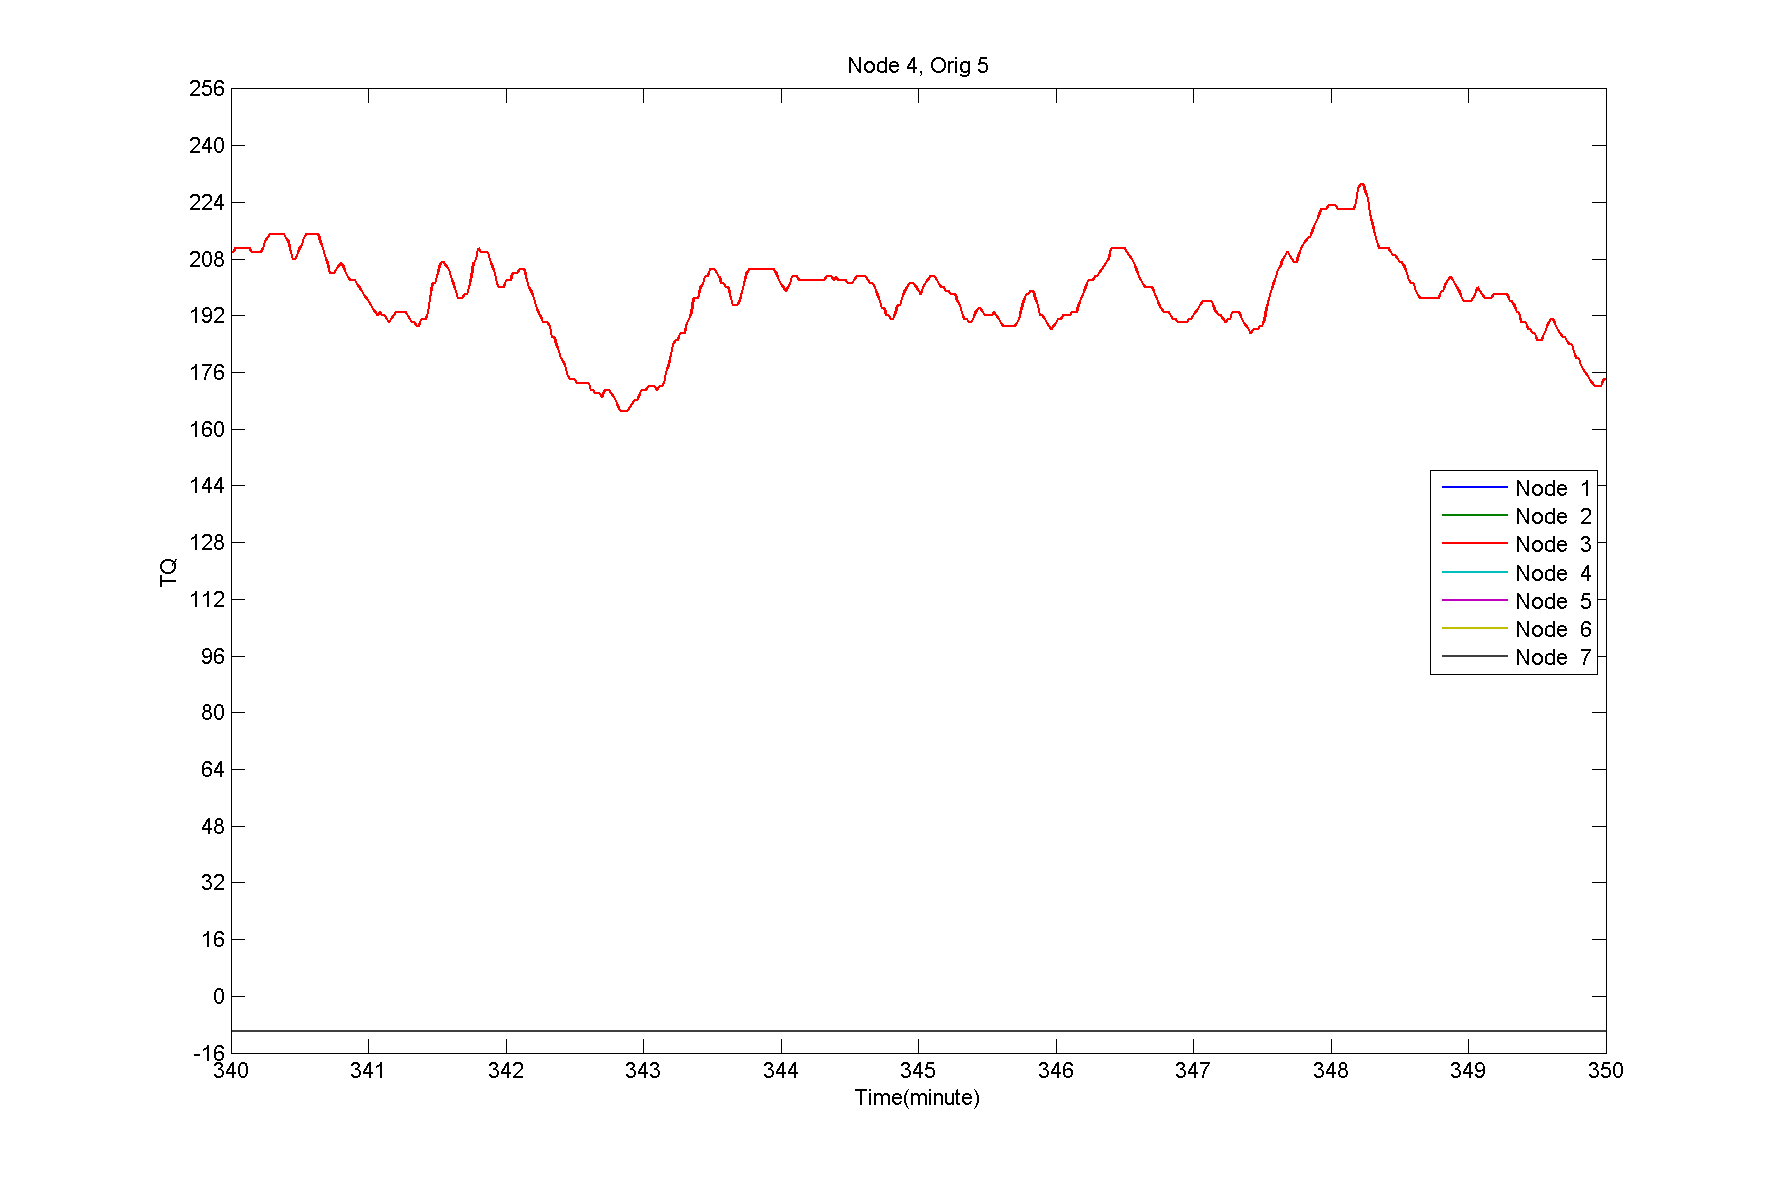 Node 4, Orig 5
256
240
224
208
192
176
160
144
128
112
96
80
64
48
32
16
0
-16
TQ
Node 1
Node 2
Node 3
Node 4
Node 5
Node 6
Node 7
340 341 342 343 344 345 346 347 348 349 350
Time(minute)